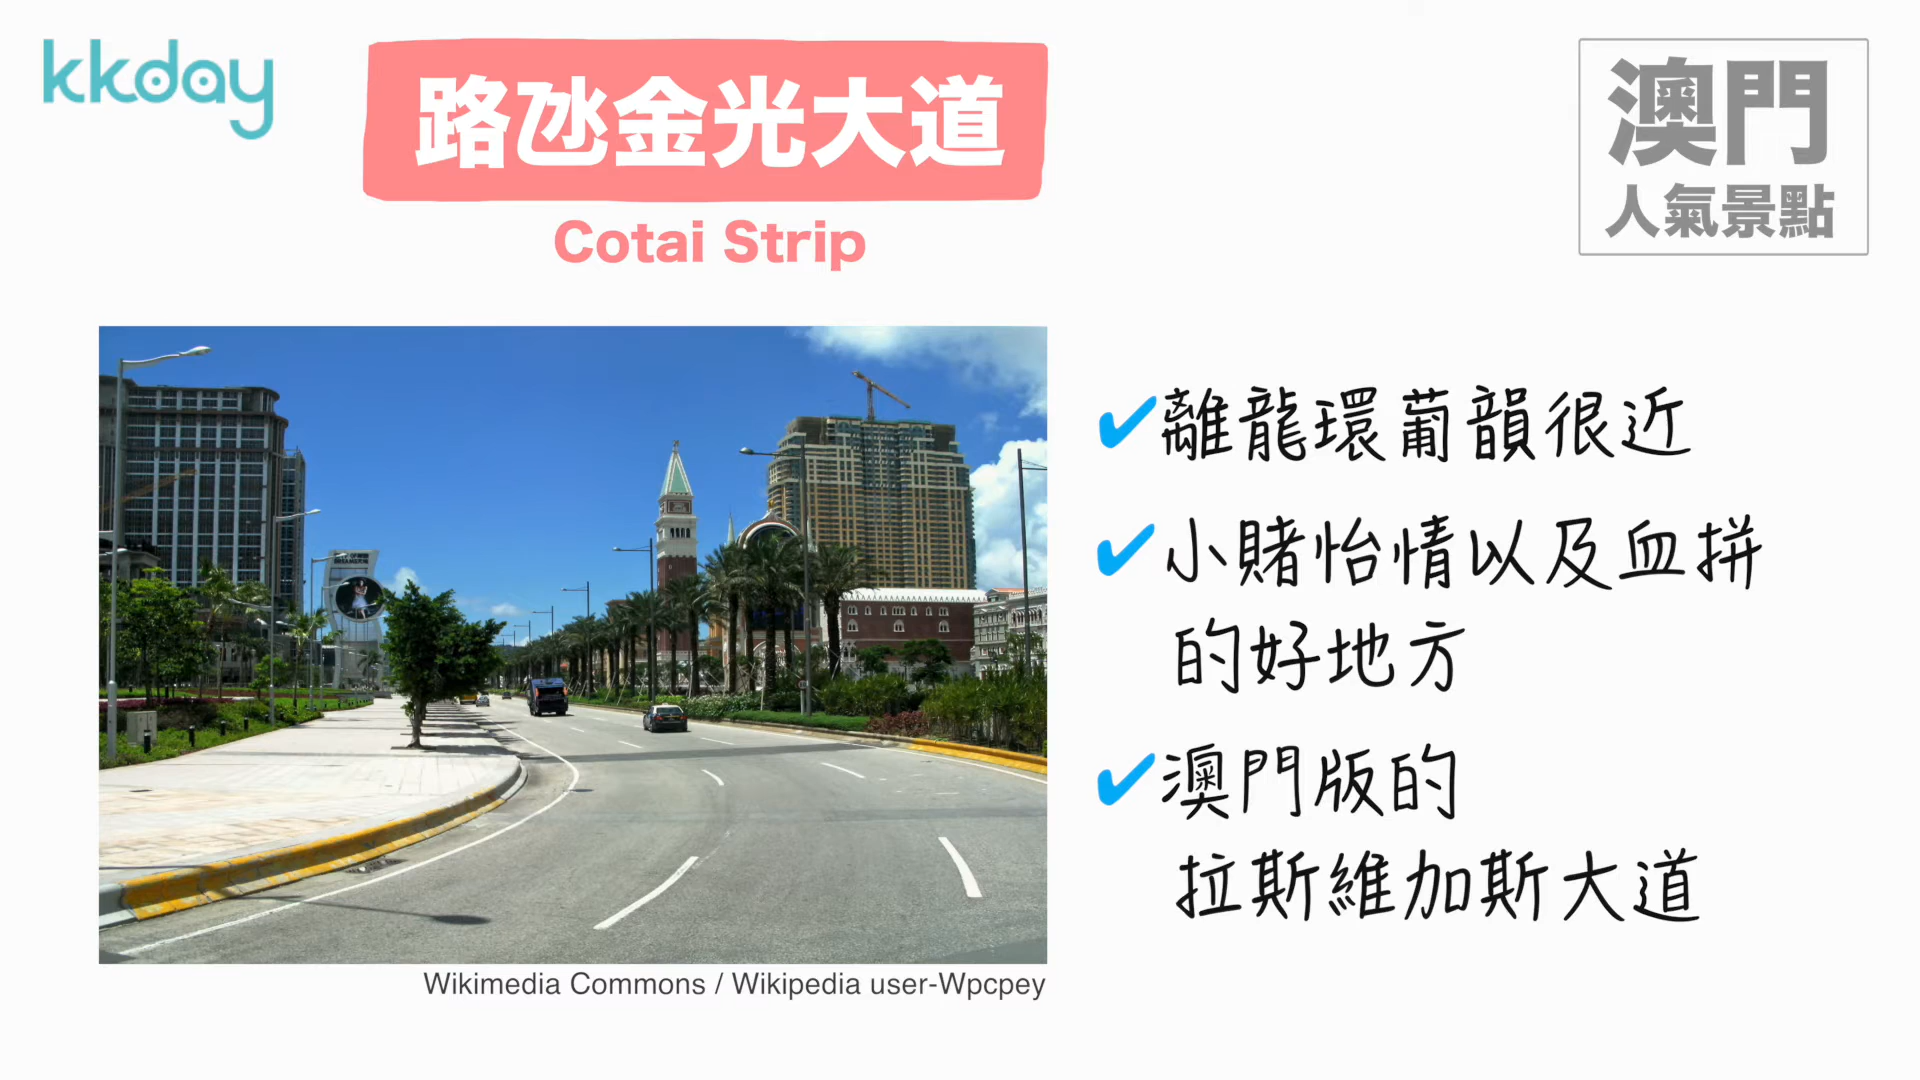 kkday
路氹金光大道
Cotai Strip
澳門
人氣景點
✔離龍環葡韻很近
✔小賭怡情以及血拼
的好地方
✔澳門版的
拉斯維加斯大道
Wikimedia Commons / Wikipedia user-Wpcpey